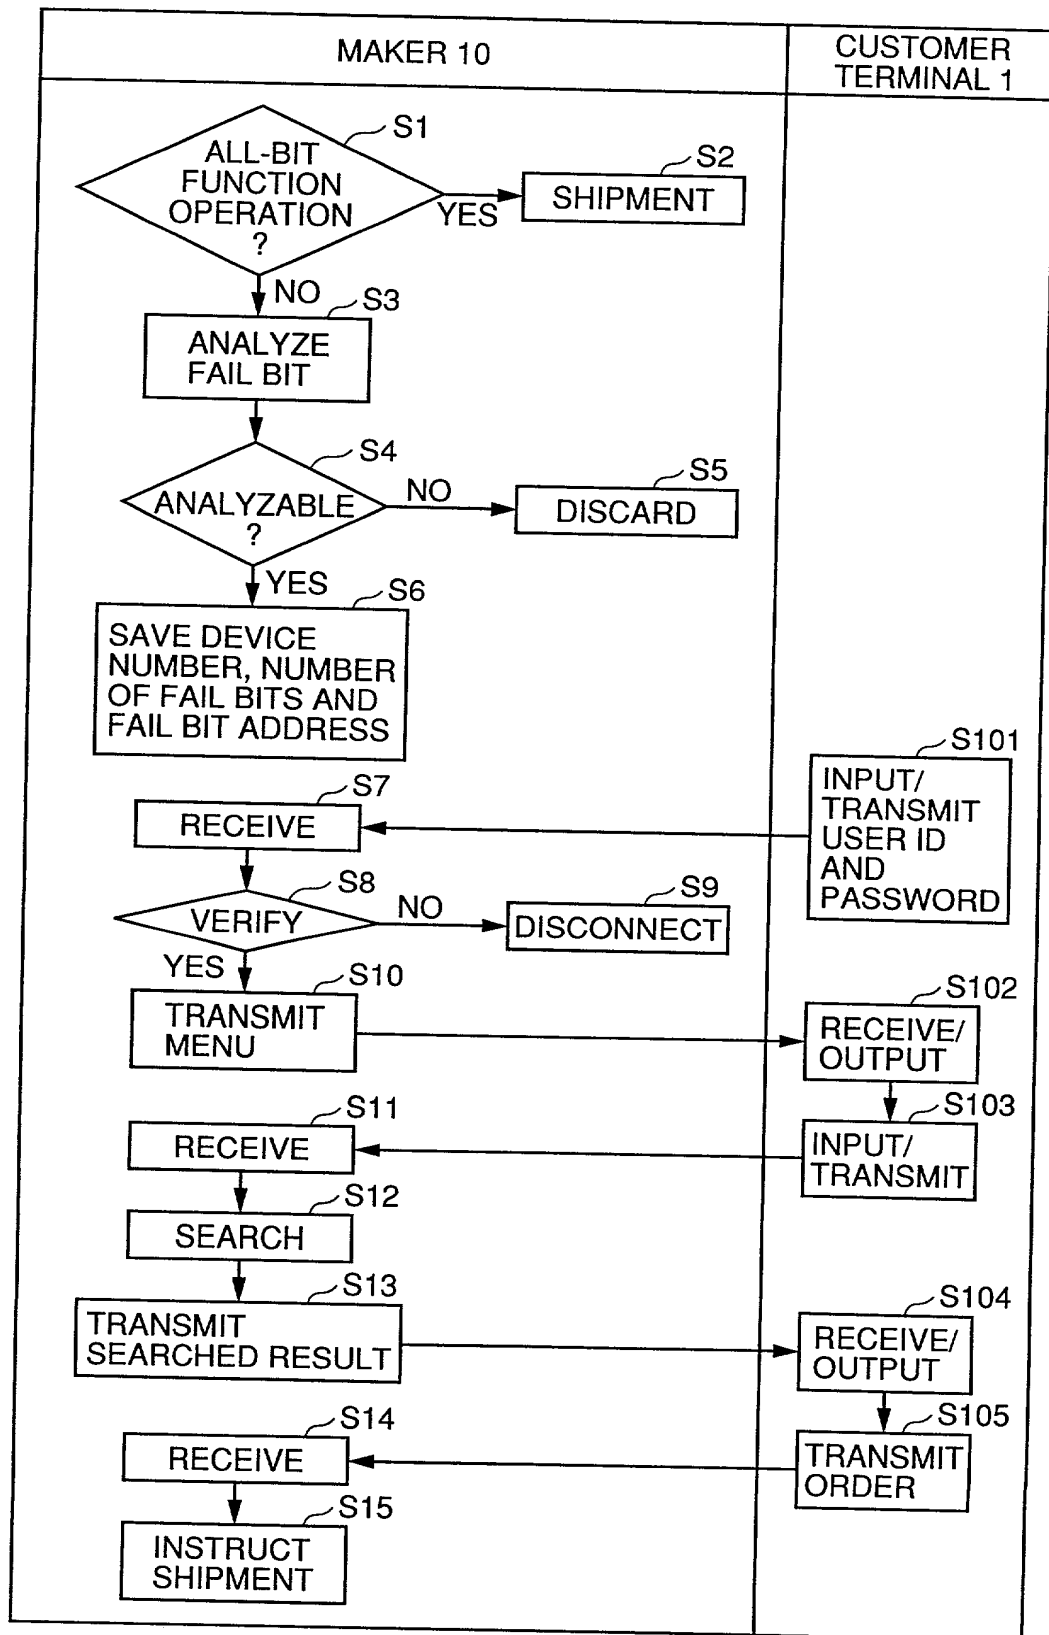 MAKER 10
CUSTOMER
TERMINAL 1
S1
ALL-BIT
FUNCTION
OPERATION
?
YES
S2
SHIPMENT
NO
S3
ANALYZE
FAIL BIT
S4
ANALYZABLE
?
NO
S5
DISCARD
YES
S6
SAVE DEVICE
NUMBER, NUMBER
OF FAIL BITS AND
FAIL BIT ADDRESS
S101
INPUT/
TRANSMIT
USER ID
AND
PASSWORD
S7
RECEIVE
S8
VERIFY
NO
S9
DISCONNECT
YES
S10
TRANSMIT
MENU
S102
RECEIVE/
OUTPUT
S103
INPUT/
TRANSMIT
S11
RECEIVE
S12
SEARCH
S13
TRANSMIT
SEARCHED RESULT
S104
RECEIVE/
OUTPUT
S105
TRANSMIT
ORDER
S14
RECEIVE
S15
INSTRUCT
SHIPMENT